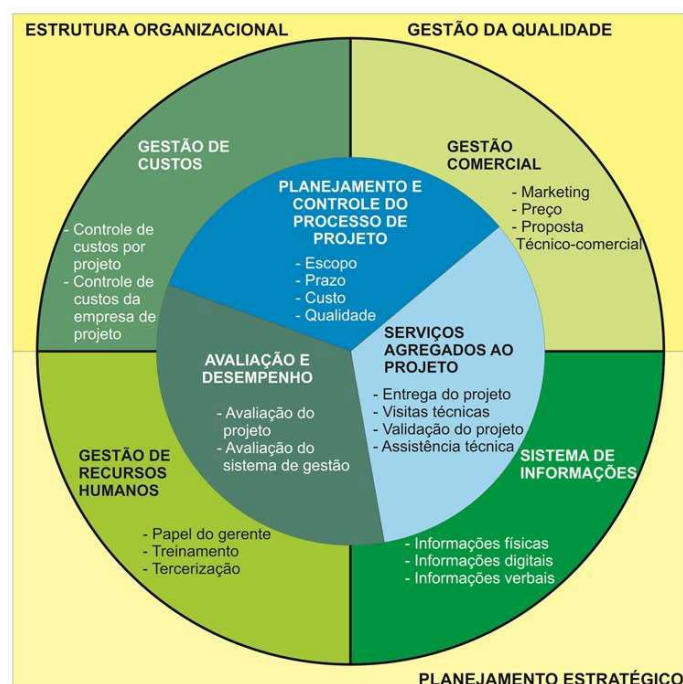 ESTRUTURA ORGANIZACIONAL
GESTÃO DA QUALIDADE
GESTÃO DE
CUSTOS
- Controle de
custos por
projeto
- Controle de
custos da
empresa de
projeto
GESTÃO
COMERCIAL
- Marketing
- Preço
- Proposta
Técnico-comercial
PLANEJAMENTO E
CONTROLE DO
PROCESSO DE
PROJETO
- Escopo
- Prazo
- Custo
- Qualidade
AVALIAÇÃO E
DESEMPENHO
- Avaliação do
projeto
- Avaliação do
sistema de gestão
SERVIÇOS
AGREGADOS AO
PROJETO
- Entrega do projeto
- Visitas técnicas
- Validação do projeto
- Assistência técnica
GESTÃO DE
RECURSOS
HUMANOS
- Papel do gerente
- Treinamento
- Tercerização
SISTEMA DE
INFORMAÇÕES
- Informações físicas
- Informações digitais
- Informações verbais
PLANEJAMENTO ESTRATÉGICO